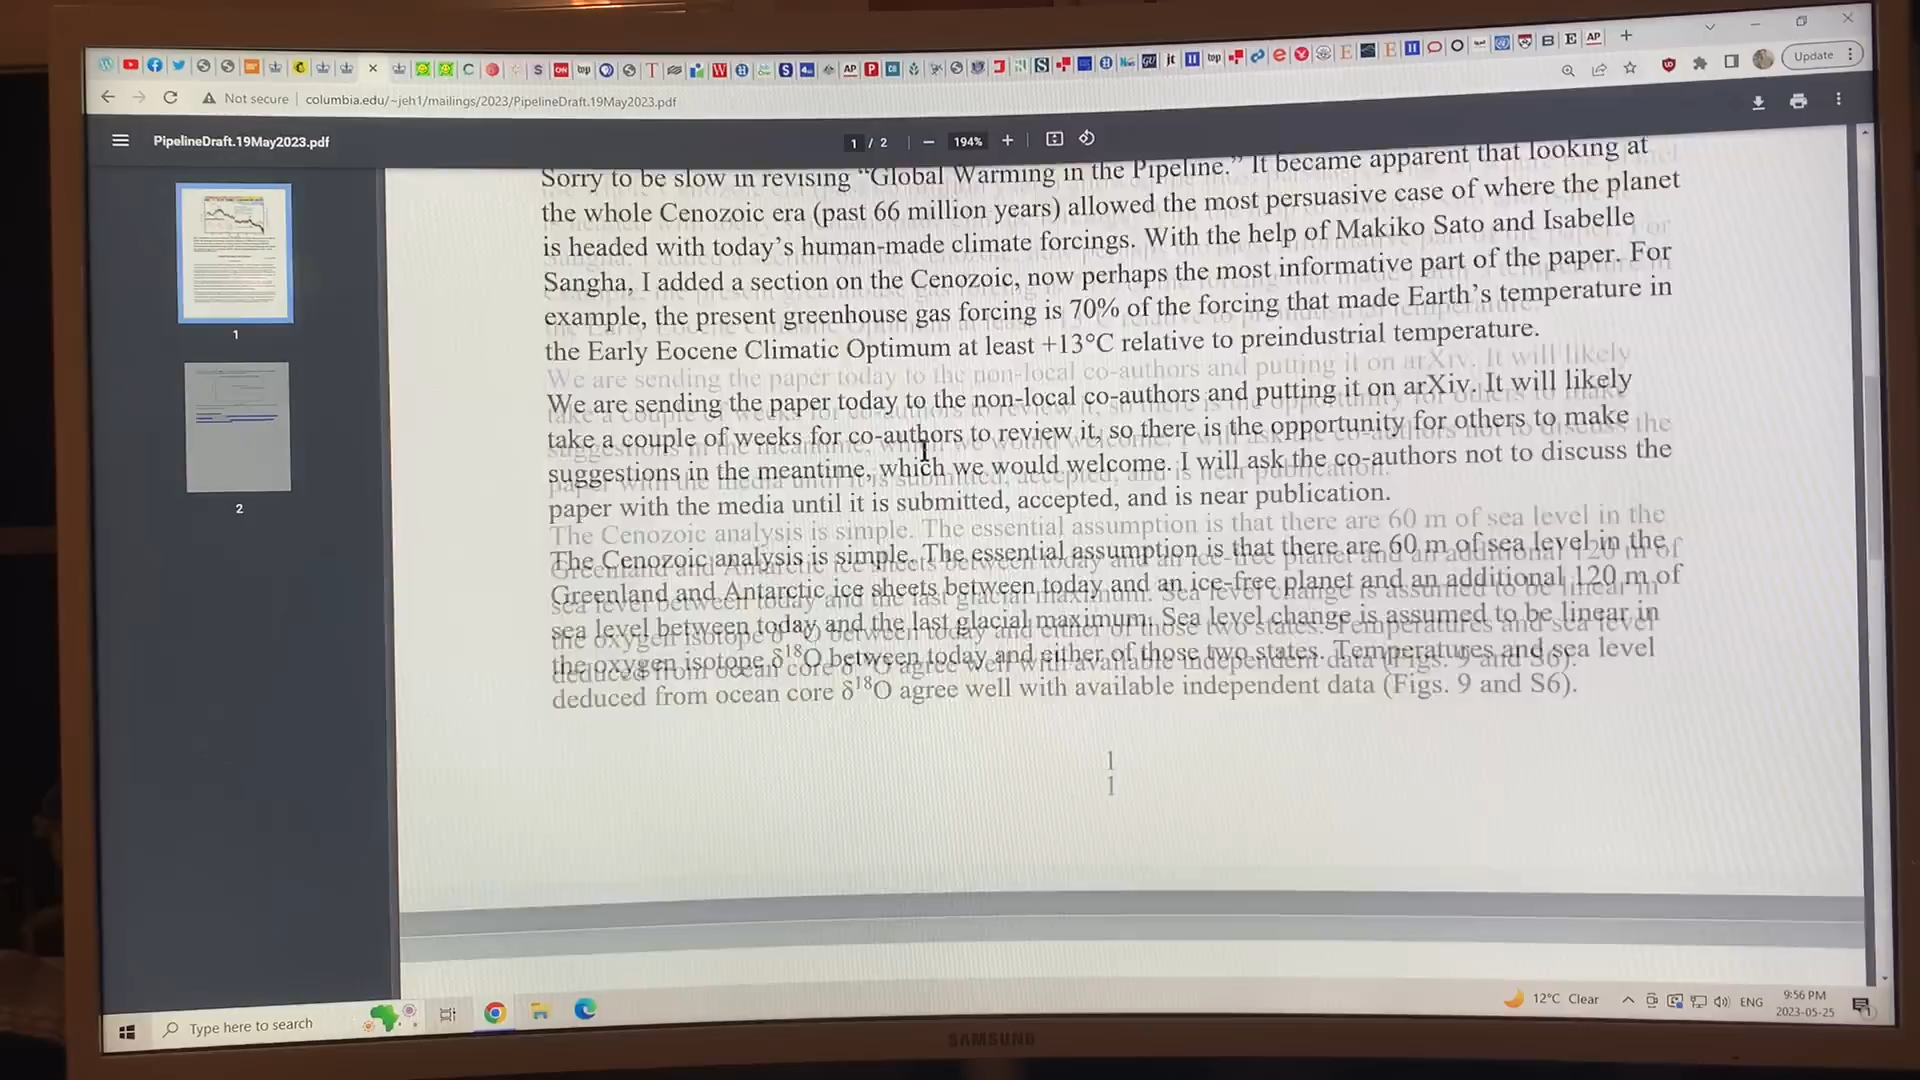 Update
Not secure
columbia.edu/~jeh1/mailings/2023/PipelineDraft.19May2023.pdf
PipelineDraft.19May2023.pdf
1 / 2
194%
Sorry to be slow in revising “Global Warming in the Pipeline.” It became apparent that looking at
the whole Cenozoic era (past 66 million years) allowed the most persuasive case of where the planet
is headed with today’s human-made climate forcings. With the help of Makiko Sato and Isabelle
Sangha, I added a section on the Cenozoic, now perhaps the most informative part of the paper. For
example, the present greenhouse gas forcing is 70% of the forcing that made Earth’s temperature in
the Early Eocene Climatic Optimum at least +13°C relative to preindustrial temperature.
We are sending the paper today to the non-local co-authors and putting it on arXiv. It will likely
take a couple of weeks for co-authors to review it, so there is the opportunity for others to make
suggestions in the meantime, which we would welcome. I will ask the co-authors not to discuss the
paper with the media until it is submitted, accepted, and is near publication.
The Cenozoic analysis is simple. The essential assumption is that there are 60 m of sea level in the
Greenland and Antarctic ice sheets between today and an ice-free planet and an additional 120 m of
sea level between today and the last glacial maximum. Sea level change is assumed to be linear in
the oxygen isotope δ18O between today and either of those two states. Temperatures and sea level
deduced from ocean core δ18O agree well with available independent data (Figs. 9 and S6).
1
1
1
2
Type here to search
12°C Clear
ENG
9:56 PM
2023-05-25
SAMSUNG